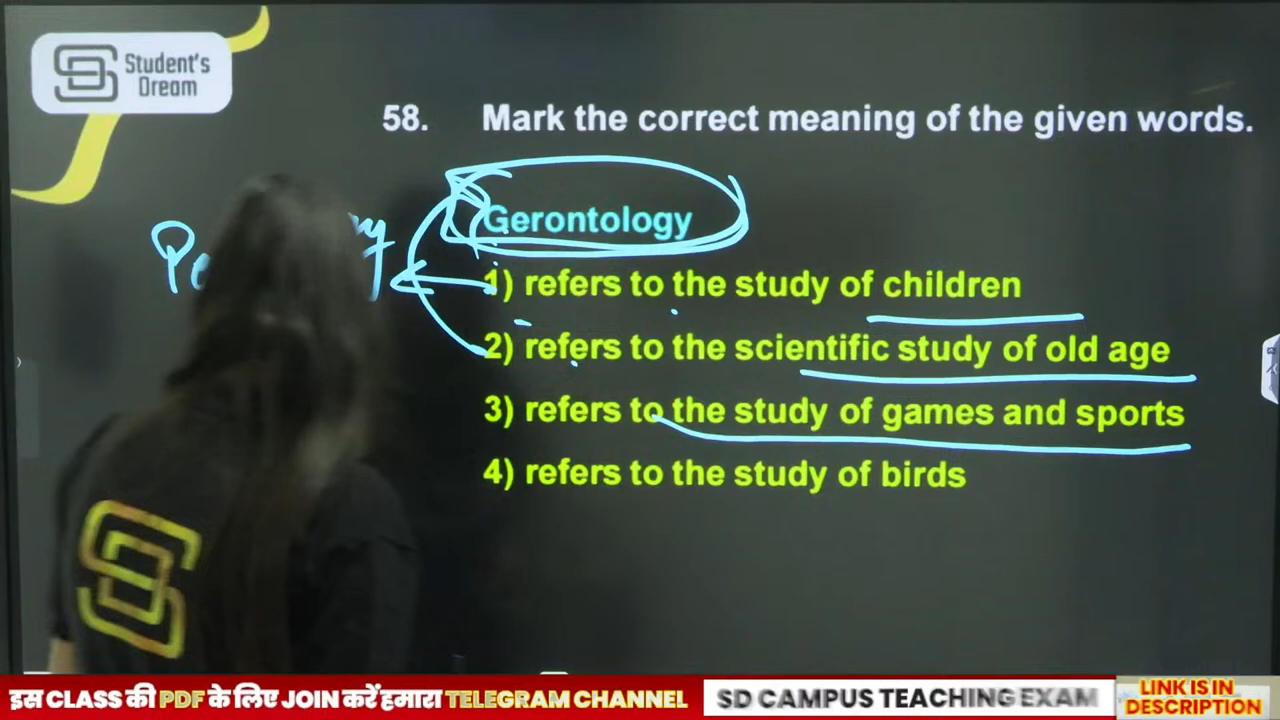 Student's
Dream
58. Mark the correct meaning of the given words.
Gerontology
1) refers to the study of children
2) refers to the scientific study of old age
3) refers to the study of games and sports
4) refers to the study of birds
इस CLASS की PDF के लिए JOIN करें हमारा TELEGRAM CHANNEL
SD CAMPUS TEACHING EXAM
LINK IS IN
DESCRIPTION